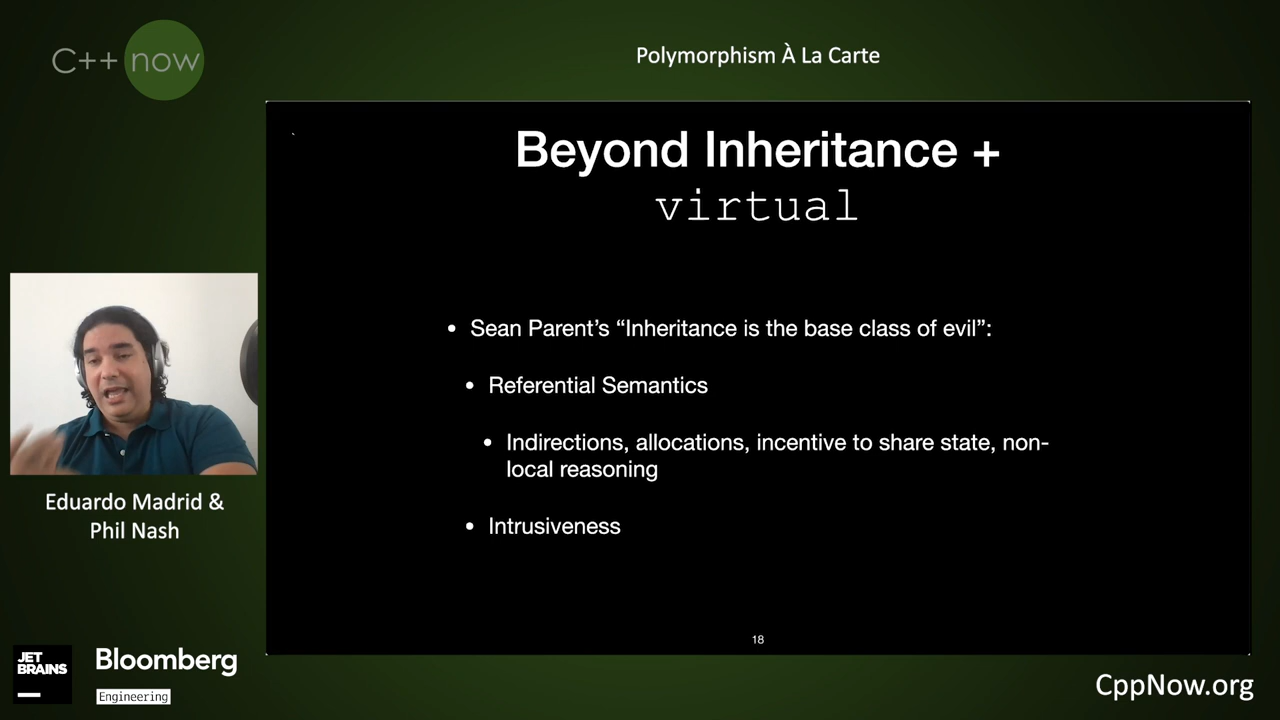 C++ now
Polymorphism À La Carte
Beyond Inheritance +
virtual
• Sean Parent’s “Inheritance is the base class of evil”:
• Referential Semantics
• Indirections, allocations, incentive to share state, non-
local reasoning
• Intrusiveness
18
Eduardo Madrid &
Phil Nash
JET
BRAINS
Bloomberg
Engineering
CppNow.org